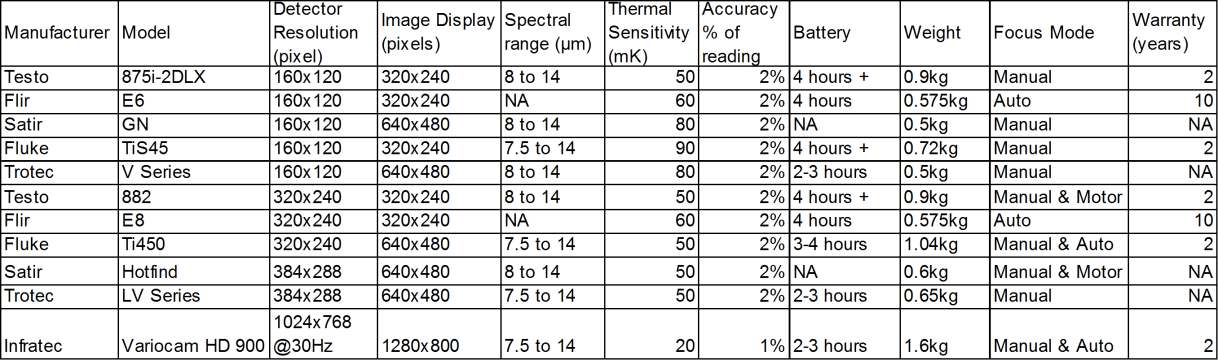 Manufacturer Model Detector Resolution (pixel) Image Display (pixels) Spectral range (µm) Thermal Sensitivity (mK) Accuracy % of reading Battery Weight Focus Mode Warranty (years)
Testo 875i-2DLX 160x120 320x240 8 to 14 50 2% 4 hours + 0.9kg Manual 2
Flir E6 160x120 320x240 NA 60 2% 4 hours 0.575kg Auto 10
Satir GN 160x120 640x480 8 to 14 80 2% NA 0.5kg Manual NA
Fluke TiS45 160x120 320x240 7.5 to 14 90 2% 4 hours + 0.72kg Manual 2
Trotec V Series 160x120 640x480 8 to 14 80 2% 2-3 hours 0.5kg Manual NA
Testo 882 320x240 320x240 8 to 14 50 2% 4 hours + 0.9kg Manual & Motor 2
Flir E8 320x240 320x240 NA 60 2% 4 hours 0.575kg Auto 10
Fluke Ti450 320x240 640x480 7.5 to 14 50 2% 3-4 hours 1.04kg Manual & Auto 2
Satir Hotfind 384x288 640x480 8 to 14 50 2% NA 0.6kg Manual & Motor NA
Trotec LV Series 384x288 640x480 7.5 to 14 50 2% 2-3 hours 0.65kg Manual NA
Infratec Variocam HD 900 1024x768 @30Hz 1280x800 7.5 to 14 20 1% 2-3 hours 1.6kg Manual & Auto 2